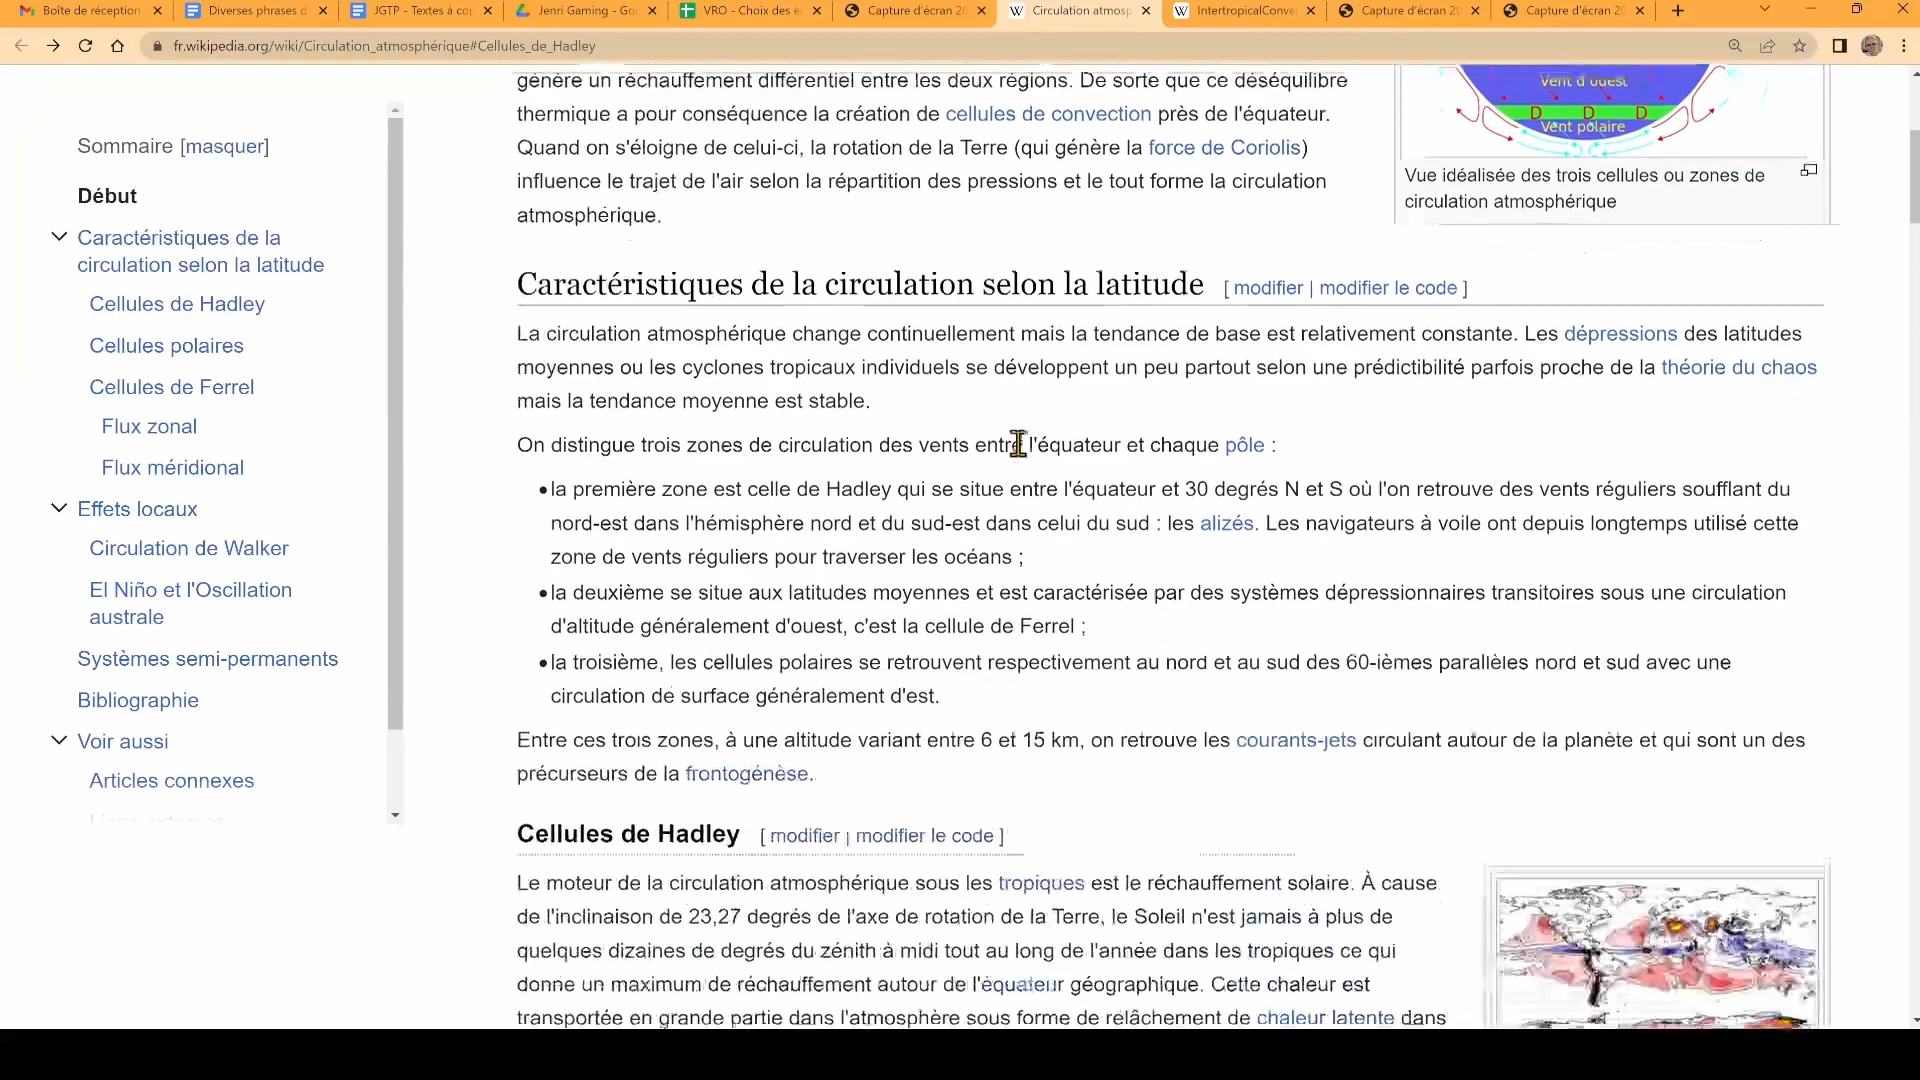 Boîte de réception
Diverses phrases d
JGTP - Textes à co
Jenri Gaming - Goo
VRO - Choix des é
Capture d'écran 20
Circulation atmosp
IntertropicalConve
Capture d'écran 20
Capture d'écran 20
fr.wikipedia.org/wiki/Circulation_atmosphérique#Cellules_de_Hadley
Sommaire [masquer]
Début
Caractéristiques de la
circulation selon la latitude
Cellules de Hadley
Cellules polaires
Cellules de Ferrel
Flux zonal
Flux méridional
Effets locaux
Circulation de Walker
El Niño et l'Oscillation
australe
Systèmes semi-permanents
Bibliographie
Voir aussi
Articles connexes
génère un réchauffement différentiel entre les deux régions. De sorte que ce déséquilibre
thermique a pour conséquence la création de cellules de convection près de l'équateur.
Quand on s'éloigne de celui-ci, la rotation de la Terre (qui génère la force de Coriolis)
influence le trajet de l'air selon la répartition des pressions et le tout forme la circulation
atmosphérique.
Vent d'ouest
D D D
Vent polaire
Vue idéalisée des trois cellules ou zones de
circulation atmosphérique
Caractéristiques de la circulation selon la latitude [ modifier | modifier le code ]
La circulation atmosphérique change continuellement mais la tendance de base est relativement constante. Les dépressions des latitudes
moyennes ou les cyclones tropicaux individuels se développent un peu partout selon une prédictibilité parfois proche de la théorie du chaos
mais la tendance moyenne est stable.
On distingue trois zones de circulation des vents entre l'équateur et chaque pôle :
•la première zone est celle de Hadley qui se situe entre l'équateur et 30 degrés N et S où l'on retrouve des vents réguliers soufflant du
nord-est dans l'hémisphère nord et du sud-est dans celui du sud : les alizés. Les navigateurs à voile ont depuis longtemps utilisé cette
zone de vents réguliers pour traverser les océans ;
•la deuxième se situe aux latitudes moyennes et est caractérisée par des systèmes dépressionnaires transitoires sous une circulation
d'altitude généralement d'ouest, c'est la cellule de Ferrel ;
•la troisième, les cellules polaires se retrouvent respectivement au nord et au sud des 60-ièmes parallèles nord et sud avec une
circulation de surface généralement d'est.
Entre ces trois zones, à une altitude variant entre 6 et 15 km, on retrouve les courants-jets circulant autour de la planète et qui sont un des
précurseurs de la frontogénèse.
Cellules de Hadley [ modifier | modifier le code ]
Le moteur de la circulation atmosphérique sous les tropiques est le réchauffement solaire. À cause
de l'inclinaison de 23,27 degrés de l'axe de rotation de la Terre, le Soleil n'est jamais à plus de
quelques dizaines de degrés du zénith à midi tout au long de l'année dans les tropiques ce qui
donne un maximum de réchauffement autour de l'équateur géographique. Cette chaleur est
transportée en grande partie dans l'atmosphère sous forme de relâchement de chaleur latente dans